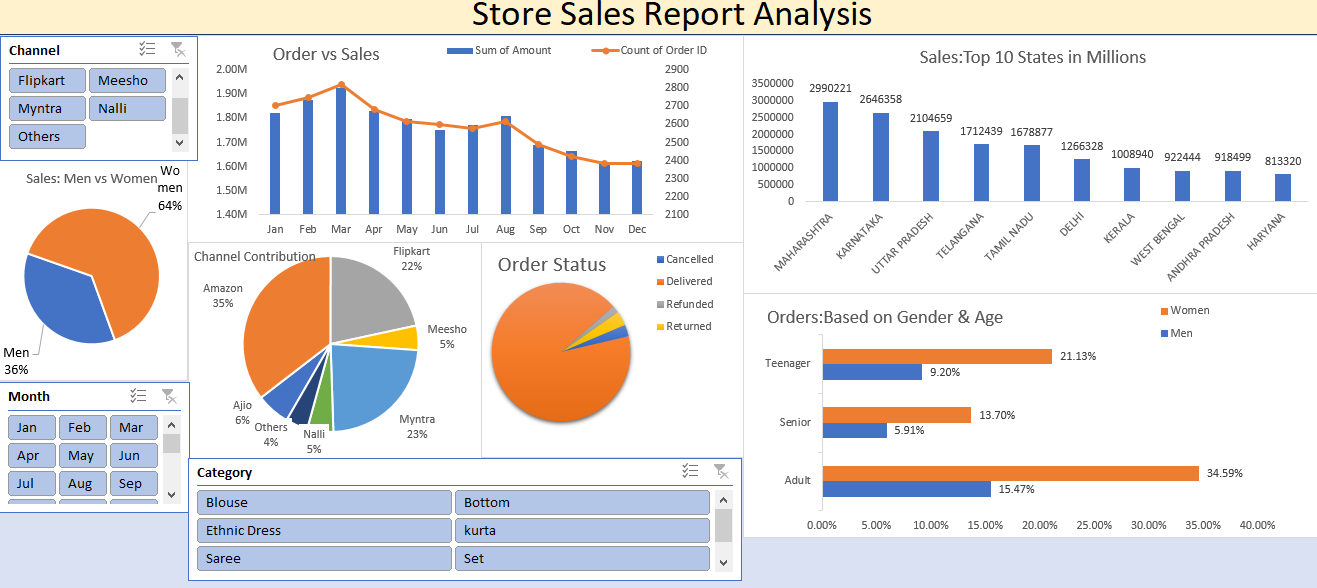 Store Sales Report Analysis
Channel
Flipkart
Meesho
Myntra
Nalli
Others
Sales: Men vs Women
Wo
men
64%
Men
36%
Month
Jan
Feb
Mar
Apr
May
Jun
Jul
Aug
Sep
Order vs Sales
Sum of Amount
Count of Order ID
2.00M
1.90M
1.80M
1.70M
1.60M
1.50M
1.40M
2900
2800
2700
2600
2500
2400
2300
2200
2100
Jan Feb Mar Apr May Jun Jul Aug Sep Oct Nov Dec
Channel Contribution
Flipkart
22%
Amazon
35%
Meesho
5%
Ajio
6%
Others
4%
Nalli
5%
Myntra
23%
Order Status
Cancelled
Delivered
Refunded
Returned
Category
Blouse
Bottom
Ethnic Dress
kurta
Saree
Set
Sales:Top 10 States in Millions
3500000
3000000
2500000
2000000
1500000
1000000
500000
0
2990221
2646358
2104659
1712439
1678877
1266328
1008940
922444
918499
813320
MAHARASHTRA
KARNATAKA
UTTAR PRADESH
TELANGANA
TAMIL NADU
DELHI
KERALA
WEST BENGAL
ANDHRA PRADESH
HARYANA
Orders:Based on Gender & Age
Women
Men
Teenager
21.13%
9.20%
Senior
13.70%
5.91%
Adult
34.59%
15.47%
0.00% 5.00% 10.00% 15.00% 20.00% 25.00% 30.00% 35.00% 40.00%